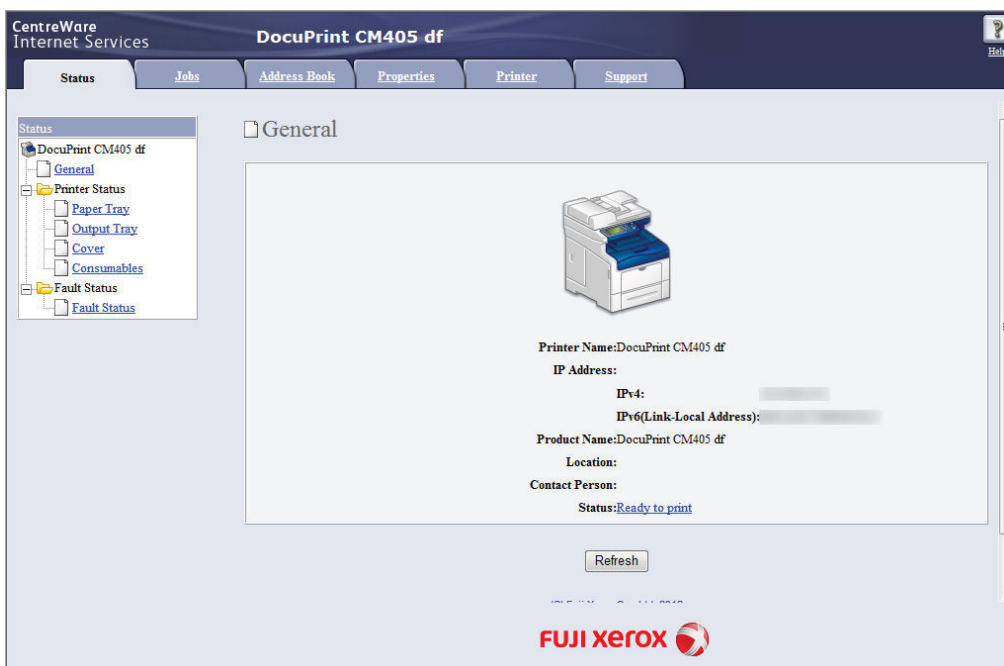 CentreWare
Internet Services
DocuPrint CM405 df
Help
Status
Jobs
Address Book
Properties
Printer
Support
Status
DocuPrint CM405 df
General
Printer Status
Paper Tray
Output Tray
Cover
Consumables
Fault Status
Fault Status
General
Printer Name:DocuPrint CM405 df
IP Address:
IPv4:
IPv6(Link-Local Address):
Product Name:DocuPrint CM405 df
Location:
Contact Person:
Status:Ready to print
Refresh
FUJI xerox